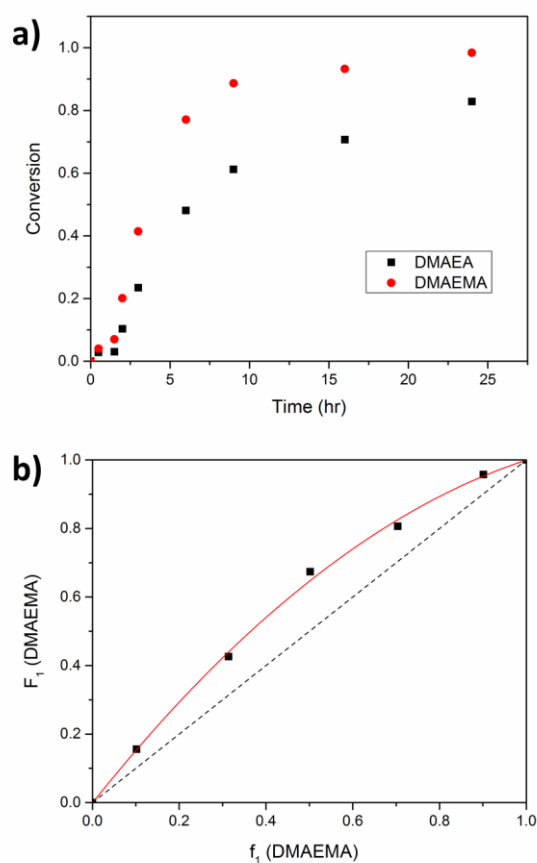 a)
1.0
0.8
0.6
0.4
0.2
0.0
Conversion
DMAEA
DMAEMA
0 5 10 15 20 25
Time (hr)
b)
1.0
0.8
0.6
0.4
0.2
0.0
F₁ (DMAEMA)
0.0 0.2 0.4 0.6 0.8 1.0
f₁ (DMAEMA)